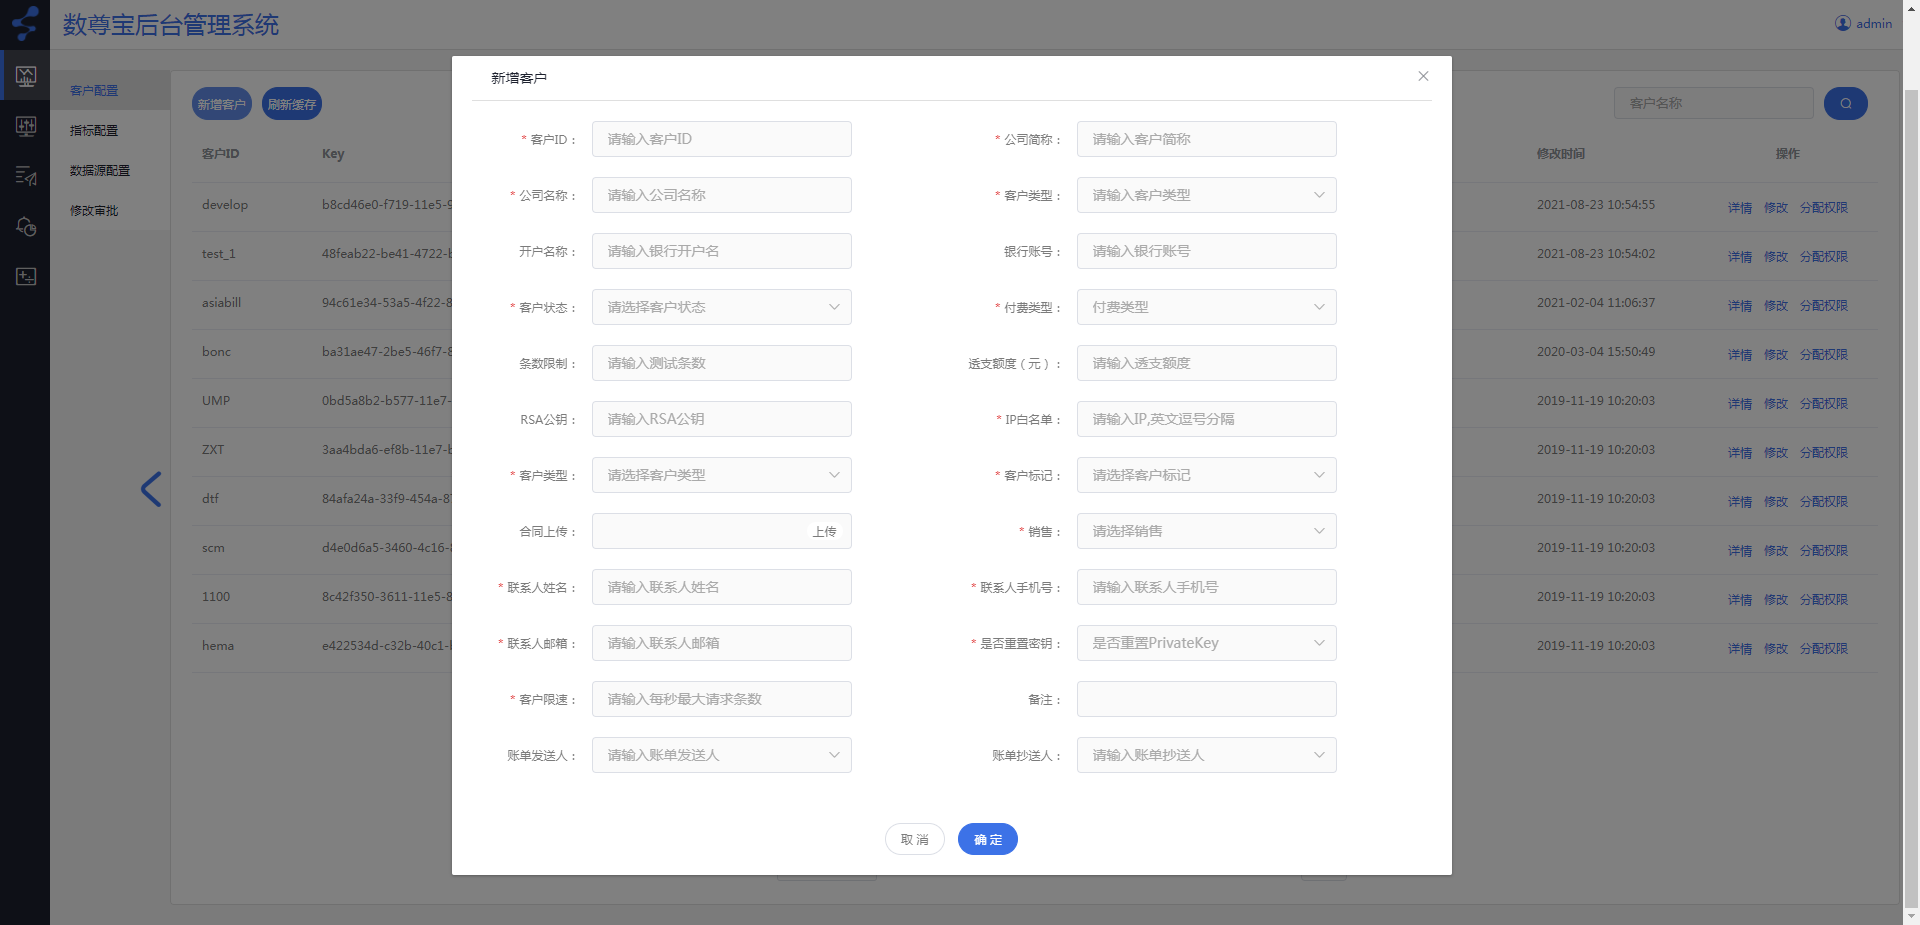 数尊宝后台管理系统
admin
客户配置
指标配置
数据源配置
修改审批
新增客户
刷新缓存
客户名称
客户ID Key 修改时间 操作
develop b8cd46e0-f719-11e5-9 2021-08-23 10:54:55 详情 修改 分配权限
test_1 48feab22-be41-4722- 2021-08-23 10:54:02 详情 修改 分配权限
asiabill 94c61e34-53a5-4f22-8 2021-02-04 11:06:37 详情 修改 分配权限
bonc ba31ae47-2be5-46f7-8 2020-03-04 15:50:49 详情 修改 分配权限
UMP 0bd5a8b2-b577-11e7- 2019-11-19 10:20:03 详情 修改 分配权限
ZXT 3aa4bda6-ef8b-11e7- 2019-11-19 10:20:03 详情 修改 分配权限
dtf 84afa24a-33f9-454a-8 2019-11-19 10:20:03 详情 修改 分配权限
scm d4e0d6a5-3460-4c16- 2019-11-19 10:20:03 详情 修改 分配权限
1100 8c42f350-3611-11e5-8 2019-11-19 10:20:03 详情 修改 分配权限
hema e422534d-c32b-40c1- 2019-11-19 10:20:03 详情 修改 分配权限
新增客户
* 客户ID： 请输入客户ID * 公司简称： 请输入客户简称
* 公司名称： 请输入公司名称 * 客户类型： 请输入客户类型
开户名称： 请输入银行开户名 银行账号： 请输入银行账号
* 客户状态： 请选择客户状态 * 付费类型： 付费类型
条数限制： 请输入测试条数 透支额度（元）： 请输入透支额度
RSA公钥： 请输入RSA公钥 * IP白名单： 请输入IP,英文逗号分隔
* 客户类型： 请选择客户类型 * 客户标记： 请选择客户标记
合同上传： 上传 * 销售： 请选择销售
* 联系人姓名： 请输入联系人姓名 * 联系人手机号： 请输入联系人手机号
* 联系人邮箱： 请输入联系人邮箱 * 是否重置密钥： 是否重置PrivateKey
* 客户限速： 请输入每秒最大请求条数 备注：
账单发送人： 请输入账单发送人 账单抄送人： 请输入账单抄送人
取消 确定